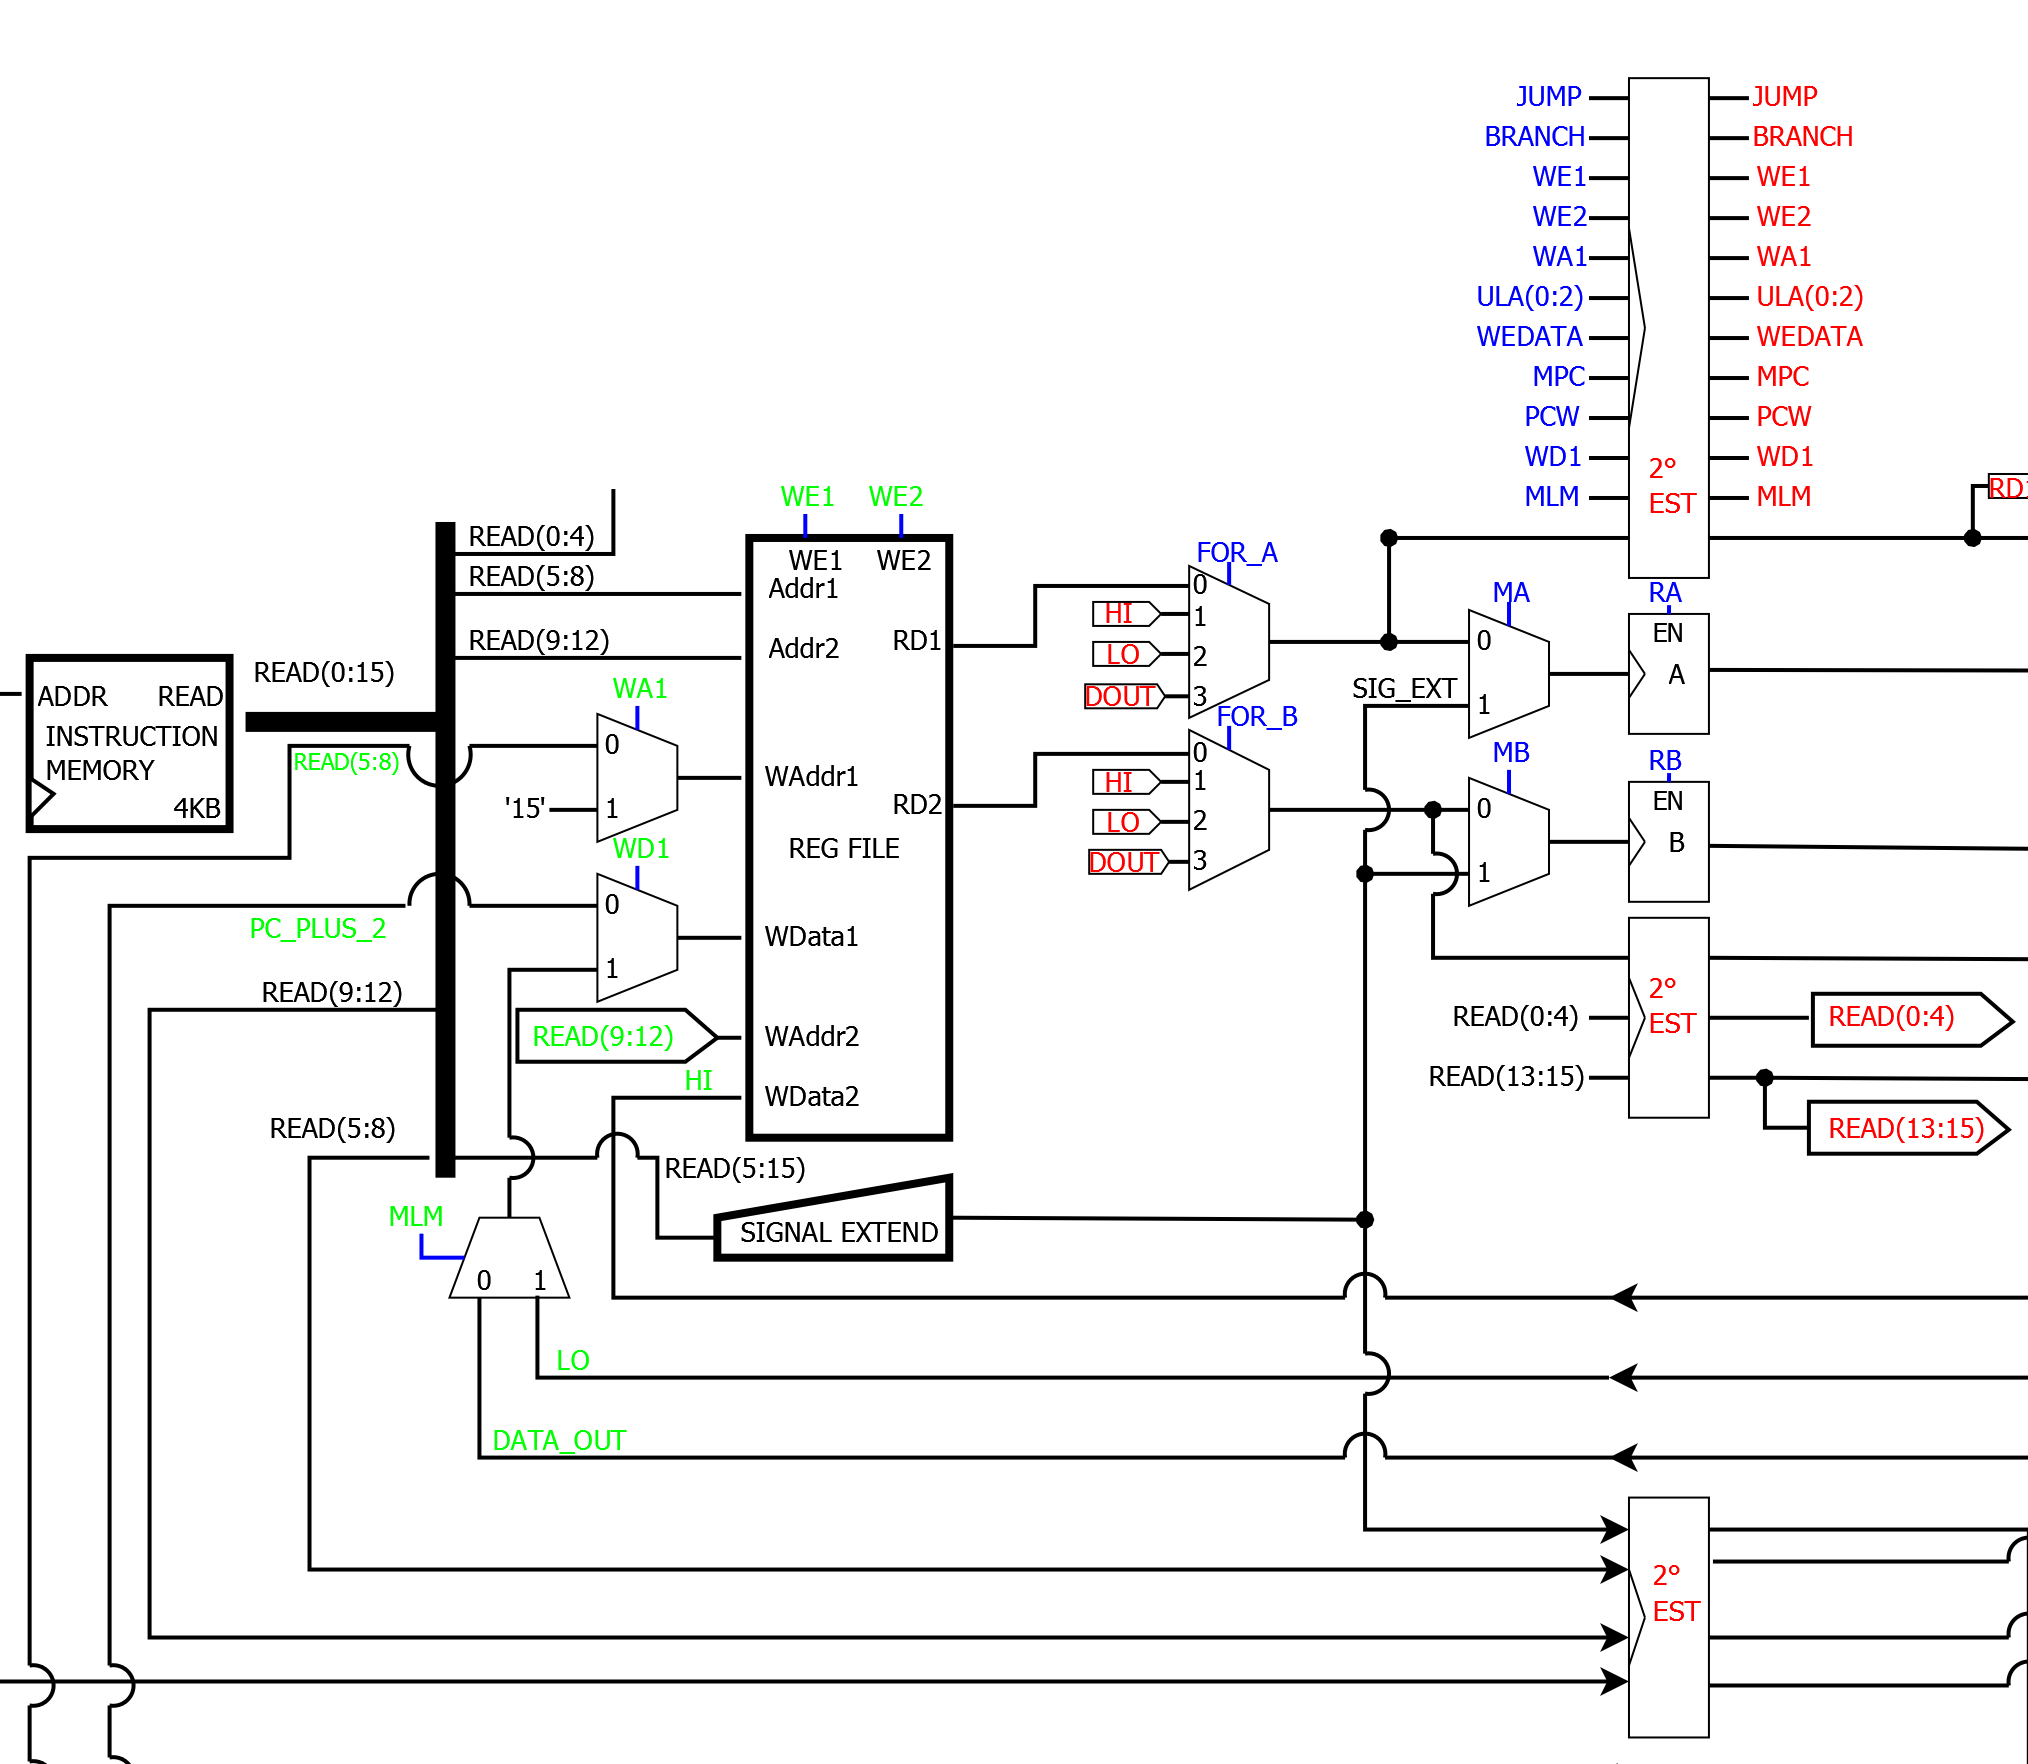 JUMP
JUMP
BRANCH
BRANCH
WE1
WE1
WE2
WE2
WA1
WA1
ULA(0:2)
ULA(0:2)
WEDATA
WEDATA
MPC
MPC
PCW
PCW
WD1
WD1
MLM
MLM
2°
EST
RD1
READ(0:4)
READ(5:8)
READ(9:12)
READ(0:15)
ADDR
READ
INSTRUCTION
MEMORY
4KB
READ(5:8)
PC_PLUS_2
READ(9:12)
READ(5:8)
WA1
0
'15'
1
WD1
0
1
READ(9:12)
HI
MLM
0
1
LO
DATA_OUT
WE1
WE2
WE1
WE2
Addr1
Addr2
RD1
WAddr1
RD2
REG FILE
WData1
WAddr2
WData2
READ(5:15)
SIGNAL EXTEND
FOR_A
0
HI
1
LO
2
DOUT
3
FOR_B
0
HI
1
LO
2
DOUT
3
MA
0
SIG_EXT
1
MB
0
1
RA
EN
A
RB
EN
B
2°
EST
READ(0:4)
READ(0:4)
READ(13:15)
READ(13:15)
2°
EST